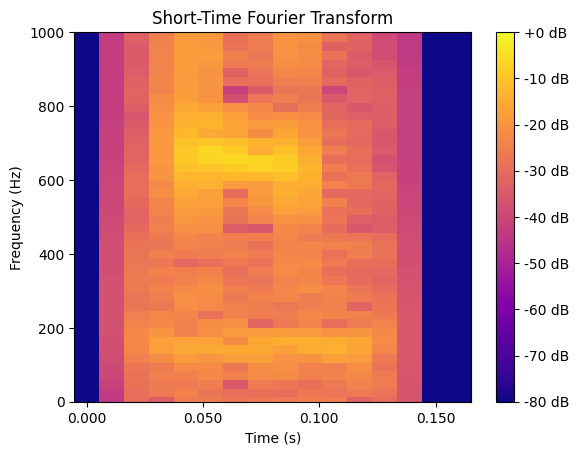 Short-Time Fourier Transform
1000
800
600
400
200
0
Frequency (Hz)
0.000
0.050
0.100
0.150
Time (s)
+0 dB
-10 dB
-20 dB
-30 dB
-40 dB
-50 dB
-60 dB
-70 dB
-80 dB